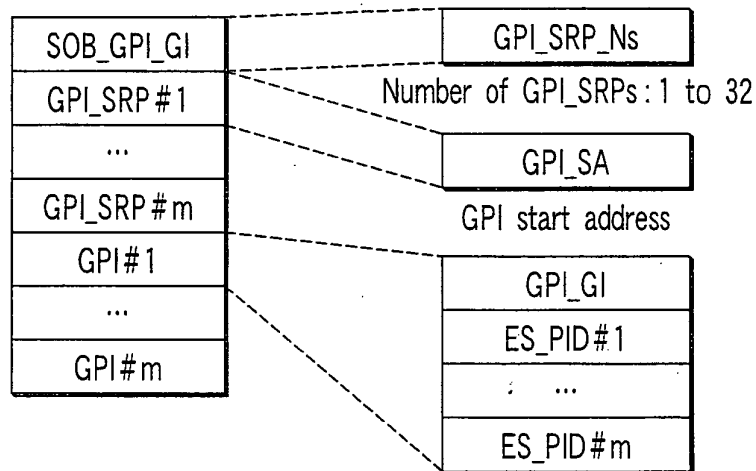 SOB_GPI_GI
GPI_SRP#1
...
GPI_SRP#m
GPI#1
...
GPI#m
GPI_SRP_Ns
Number of GPI_SRPs : 1 to 32
GPI_SA
GPI start address
GPI_GI
ES_PID#1
...
ES_PID#m